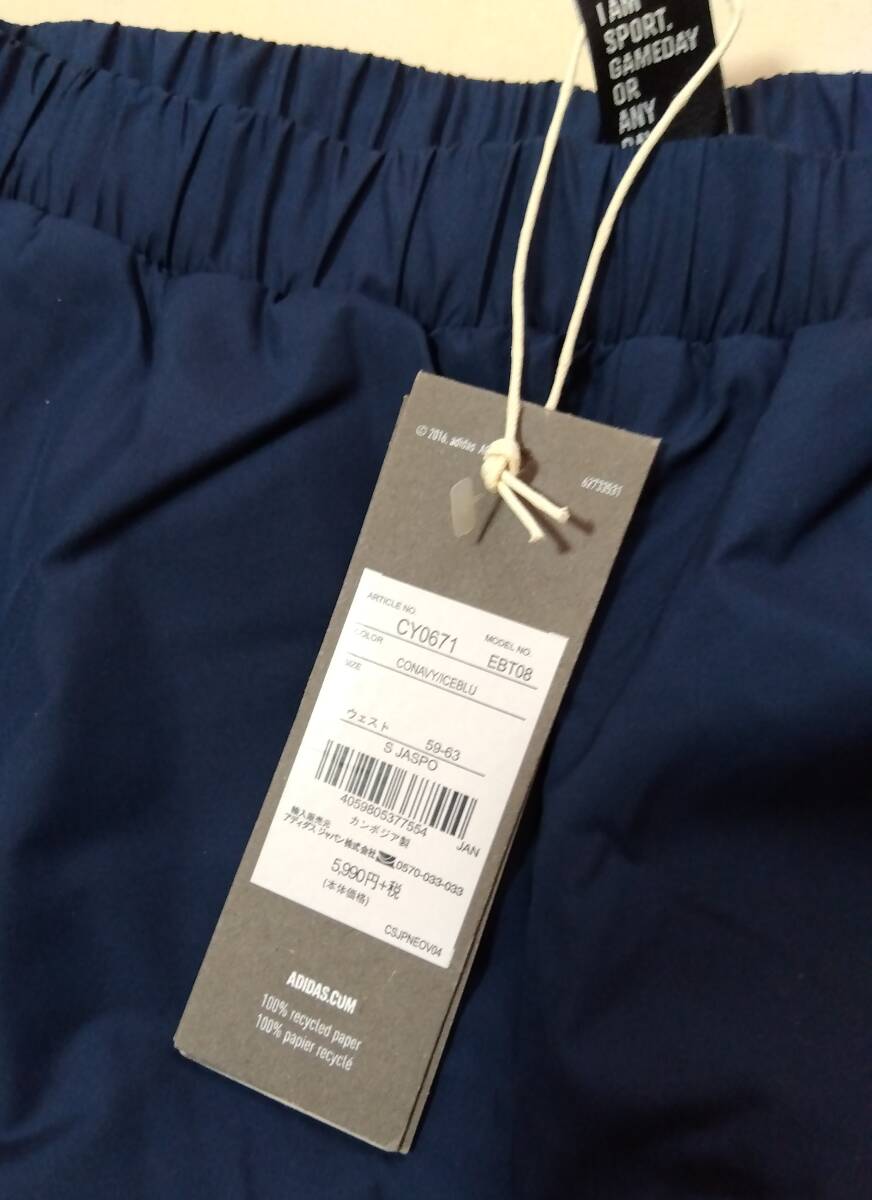 I AM
SPORT.
GAMEDAY
OR
ANY
© 2016. adidas
62733531
ARTICLE NO. CY0671 MODEL NO. EBT08
COLOR CONAVY/ICEBLU
SIZE
ウェスト 59-63
S JASPO
4059805377554 JAN
輸入販売元 カンボジア製
アディダス ジャパン株式会社 0570-033-033
5,990円+税
(本体価格)
CSJPNEOV04
ADIDAS.CUM
100% recycled paper
100% papier recyclé